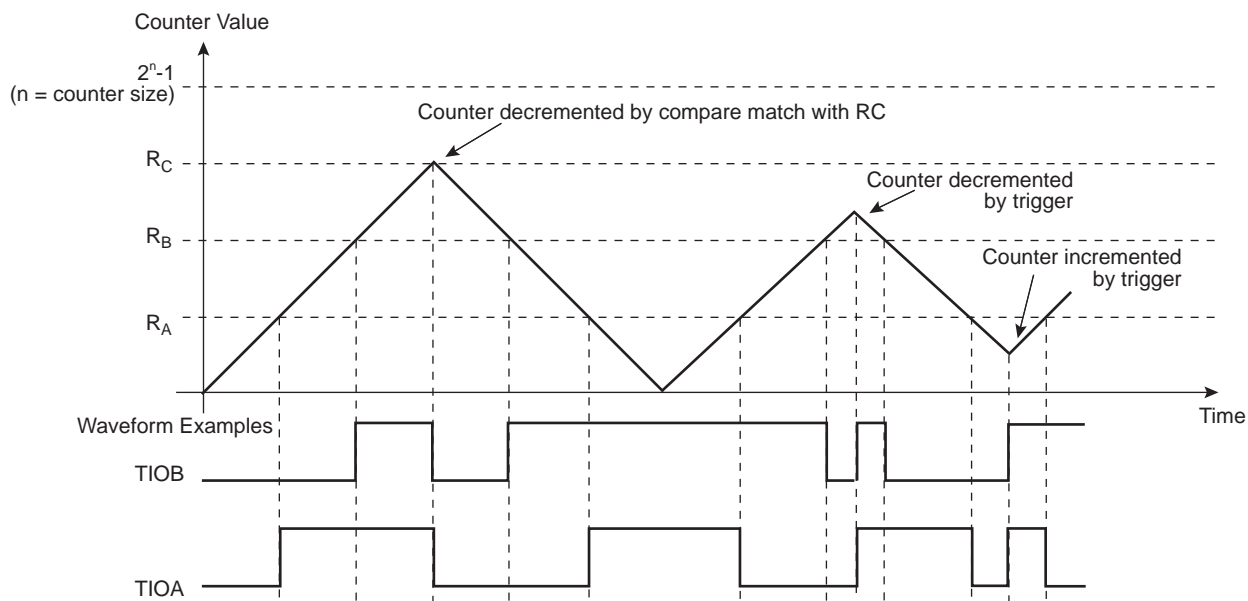 Counter Value
2ⁿ-1
(n = counter size)
Counter decremented by compare match with RC
R_C
Counter decremented
by trigger
R_B
Counter incremented
by trigger
R_A
Time
Waveform Examples
TIOB
TIOA